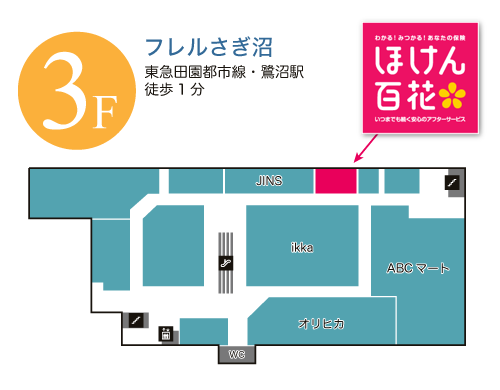 3F
フレルさぎ沼
東急田園都市線・鷺沼駅
徒歩1分
わかる！みつかる！あなたの保険
ほけん
百花
いつまでも続く安心のアフターサービス
JINS
ikka
ABCマート
オリヒカ
WC